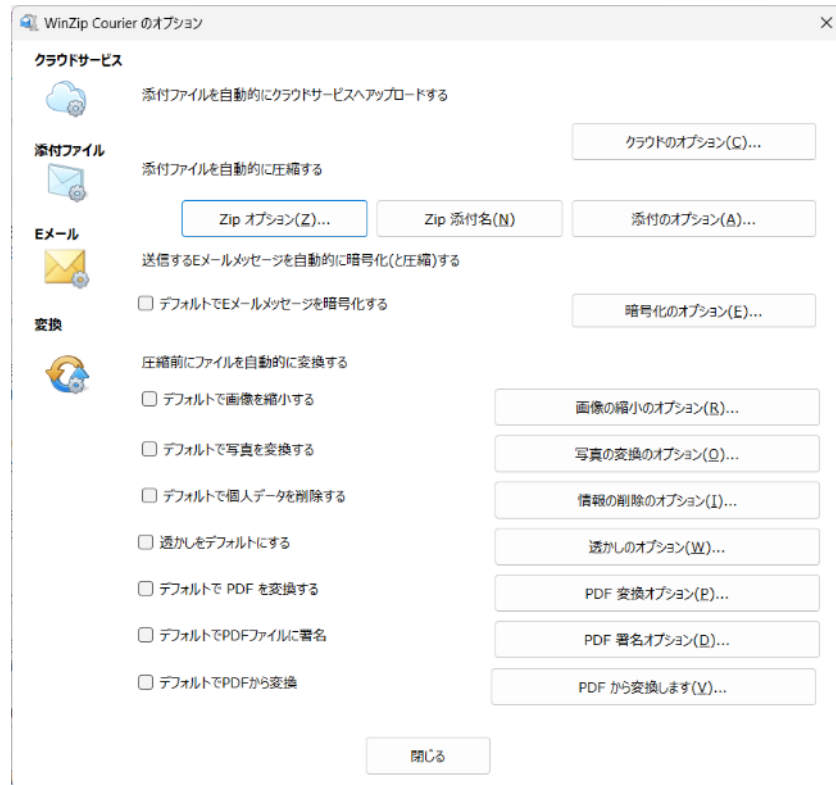 WinZip Courier のオプション
クラウドサービス
添付ファイルを自動的にクラウドサービスへアップロードする
クラウドのオプション(C)...
添付ファイル
添付ファイルを自動的に圧縮する
Zip オプション(Z)...
Zip 添付名(N)
添付のオプション(A)...
Eメール
送信するEメールメッセージを自動的に暗号化(と圧縮)する
デフォルトでEメールメッセージを暗号化する
暗号化のオプション(E)...
変換
圧縮前にファイルを自動的に変換する
デフォルトで画像を縮小する
画像の縮小のオプション(R)...
デフォルトで写真を変換する
写真の変換のオプション(O)...
デフォルトで個人データを削除する
情報の削除のオプション(I)...
透かしをデフォルトにする
透かしのオプション(W)...
デフォルトで PDF を変換する
PDF 変換オプション(P)...
デフォルトでPDFファイルに署名
PDF 署名オプション(D)...
デフォルトでPDFから変換
PDF から変換します(V)...
閉じる